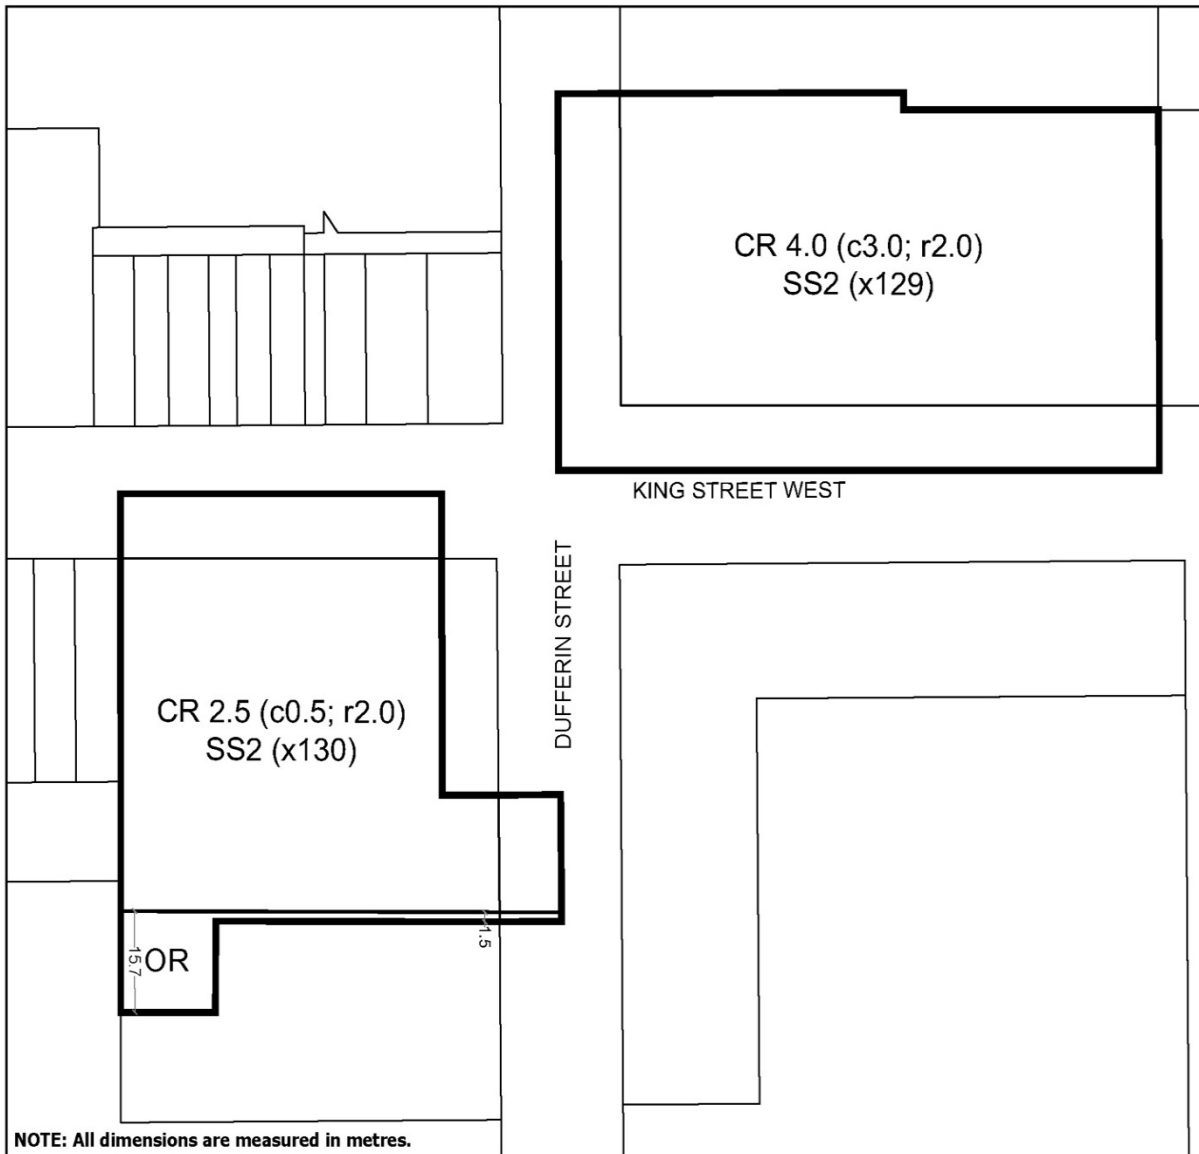 CR 4.0 (c3.0; r2.0)
SS2 (x129)
KING STREET WEST
DUFFERIN STREET
CR 2.5 (c0.5; r2.0)
SS2 (x130)
1.5
15.7
OR
NOTE: All dimensions are measured in metres.